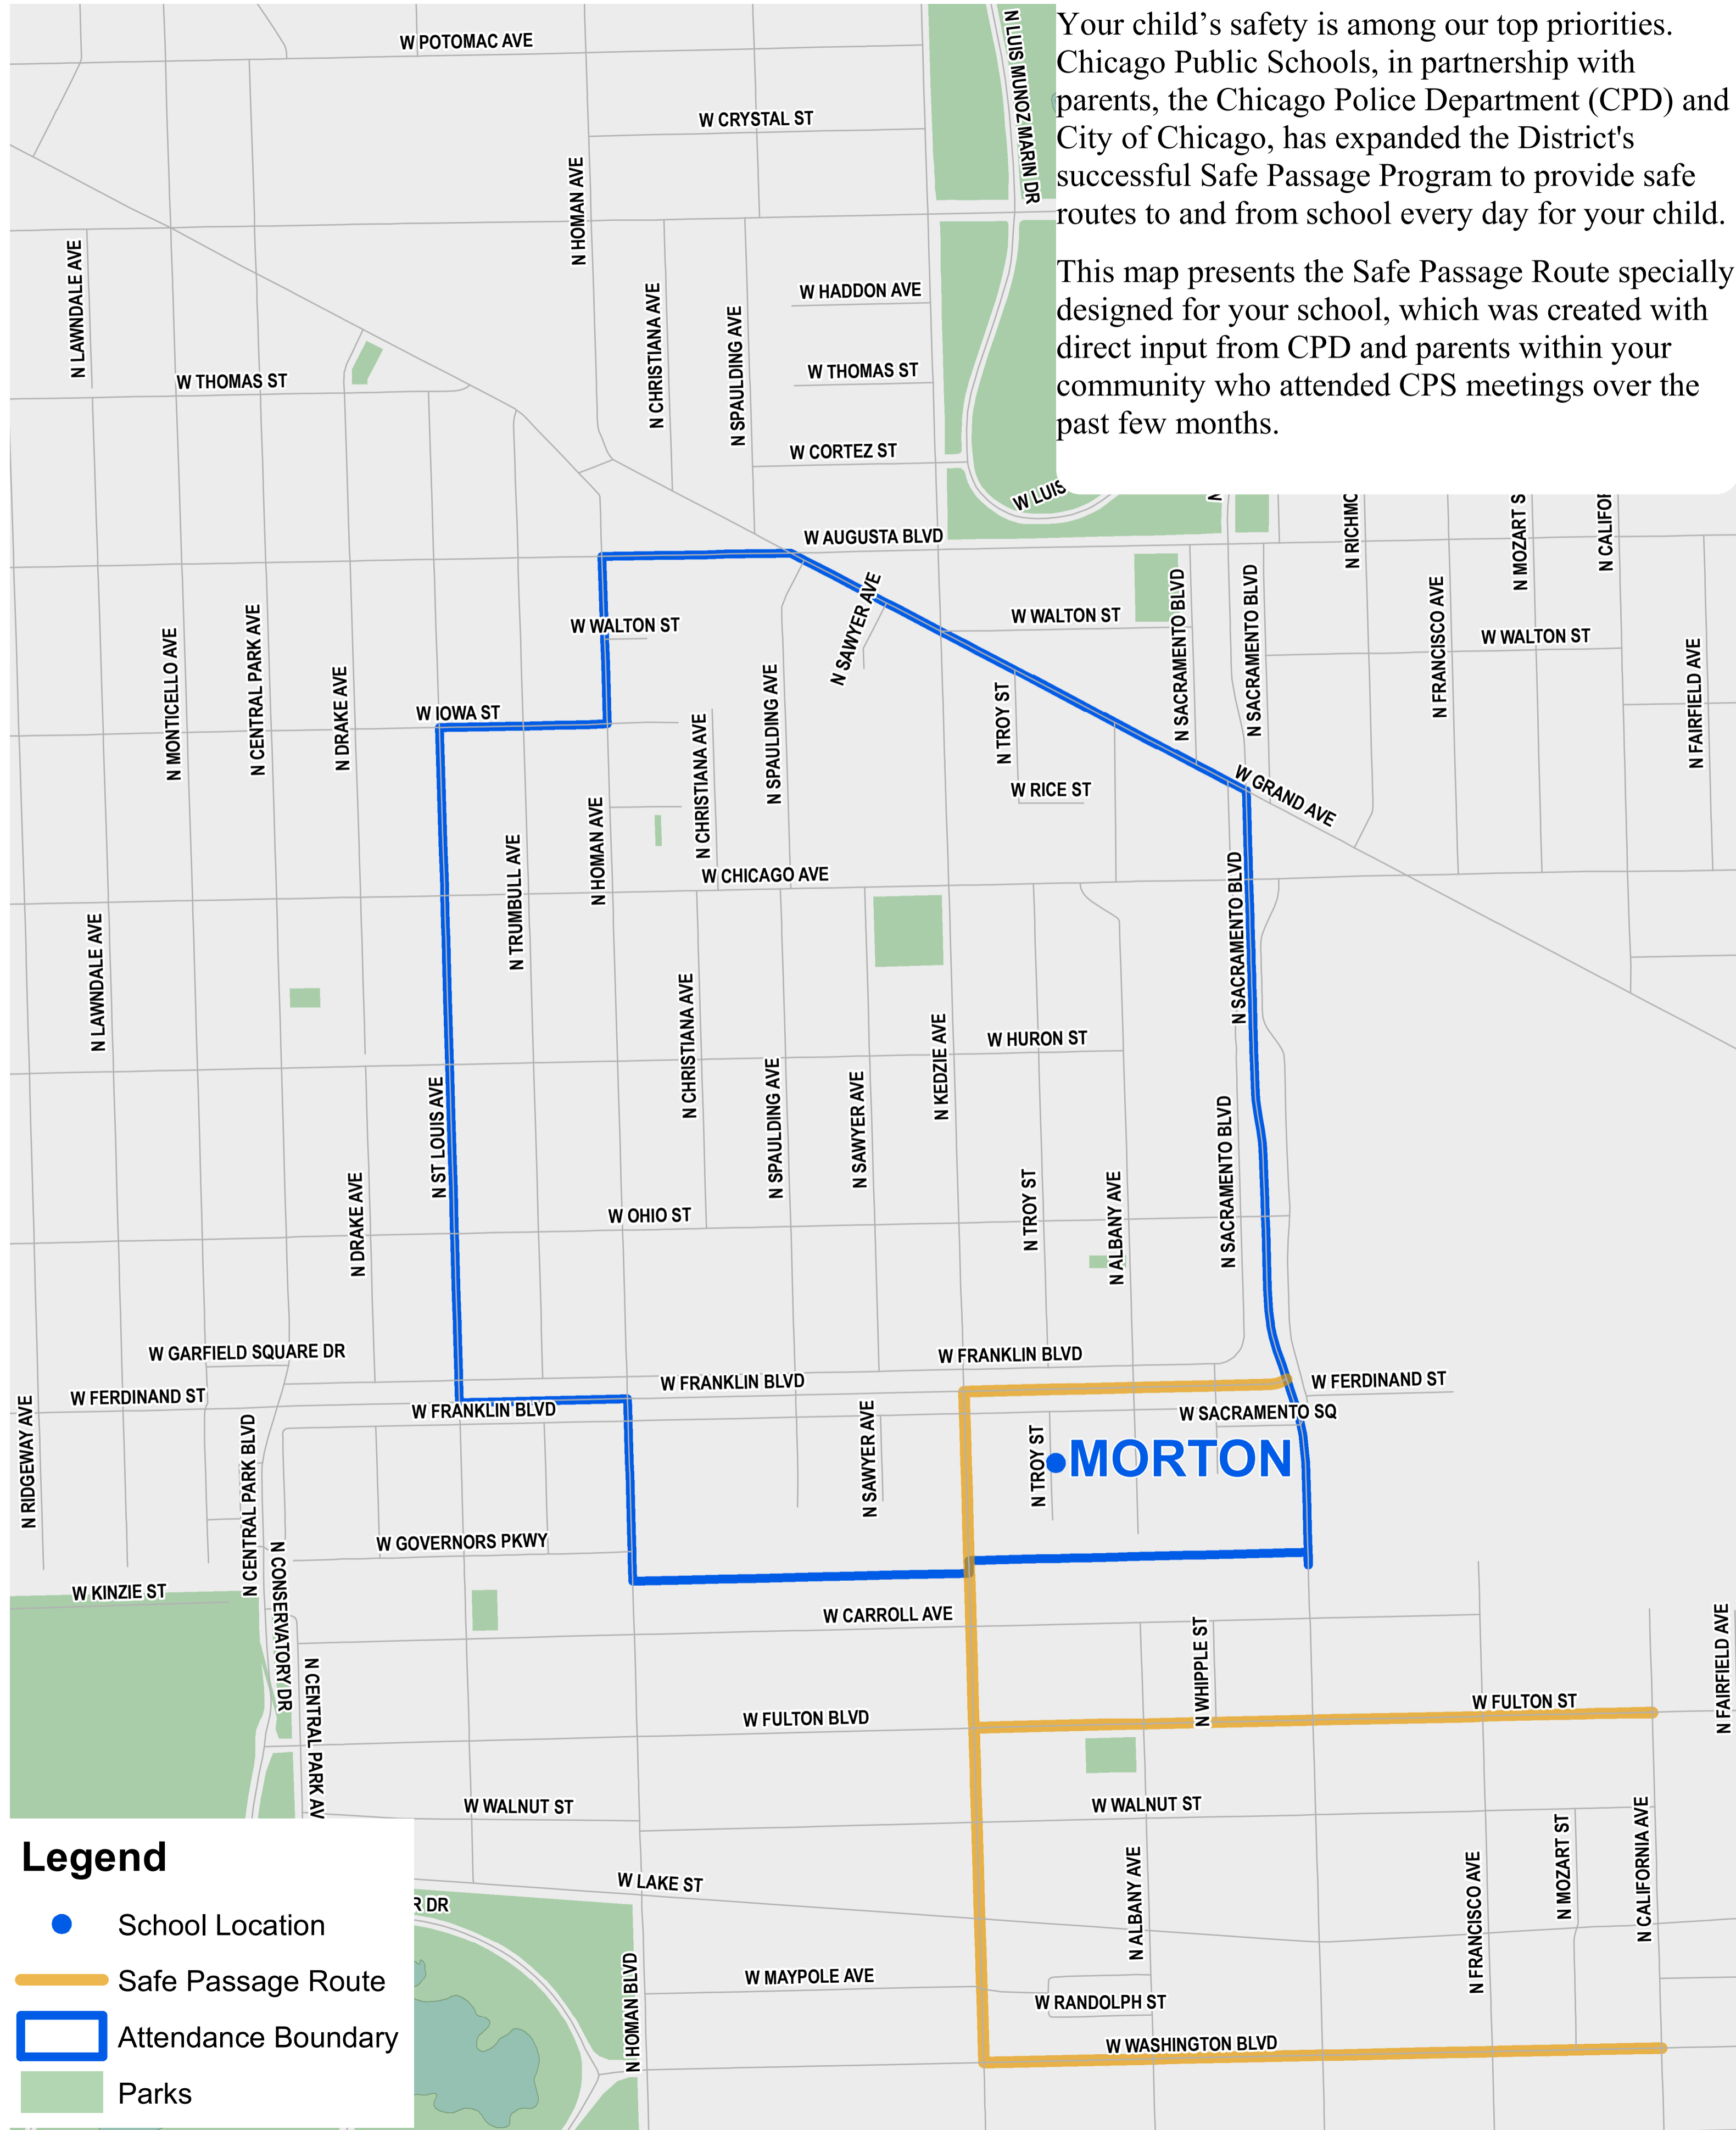 Your child’s safety is among our top priorities.
Chicago Public Schools, in partnership with
parents, the Chicago Police Department (CPD) and
City of Chicago, has expanded the District's
successful Safe Passage Program to provide safe
routes to and from school every day for your child.
This map presents the Safe Passage Route specially
designed for your school, which was created with
direct input from CPD and parents within your
community who attended CPS meetings over the
past few months.
W POTOMAC AVE
N LUIS MUNOZ MARIN DR
W CRYSTAL ST
N HOMAN AVE
N LAWNDALE AVE
N CHRISTIANA AVE
N SPAULDING AVE
W HADDON AVE
W THOMAS ST
W THOMAS ST
W CORTEZ ST
W LUIS
N RICHMO
N MOZART S
N CALIFOR
W AUGUSTA BLVD
N SAWYER AVE
W WALTON ST
W WALTON ST
W WALTON ST
N SACRAMENTO BLVD
N SACRAMENTO BLVD
N FRANCISCO AVE
N FAIRFIELD AVE
N MONTICELLO AVE
N CENTRAL PARK AVE
N DRAKE AVE
W IOWA ST
N CHRISTIANA AVE
N SPAULDING AVE
N TROY ST
W RICE ST
W GRAND AVE
N TRUMBULL AVE
N HOMAN AVE
W CHICAGO AVE
N SACRAMENTO BLVD
N LAWNDALE AVE
N CHRISTIANA AVE
N KEDZIE AVE
W HURON ST
N ST LOUIS AVE
N SPAULDING AVE
N SAWYER AVE
N SACRAMENTO BLVD
N DRAKE AVE
W OHIO ST
N TROY ST
N ALBANY AVE
W GARFIELD SQUARE DR
W FRANKLIN BLVD
W FERDINAND ST
W FRANKLIN BLVD
W FERDINAND ST
W FRANKLIN BLVD
W SACRAMENTO SQ
N RIDGEWAY AVE
N CENTRAL PARK BLVD
N SAWYER AVE
N TROY ST
MORTON
W GOVERNORS PKWY
W KINZIE ST
N CONSERVATORY DR
W CARROLL AVE
N WHIPPLE ST
N FAIRFIELD AVE
N CENTRAL PARK AV
W FULTON BLVD
W FULTON ST
W WALNUT ST
W WALNUT ST
N MOZART ST
N CALIFORNIA AVE
W LAKE ST
N ALBANY AVE
N FRANCISCO AVE
R DR
N HOMAN BLVD
W MAYPOLE AVE
W RANDOLPH ST
W WASHINGTON BLVD
Legend
School Location
Safe Passage Route
Attendance Boundary
Parks